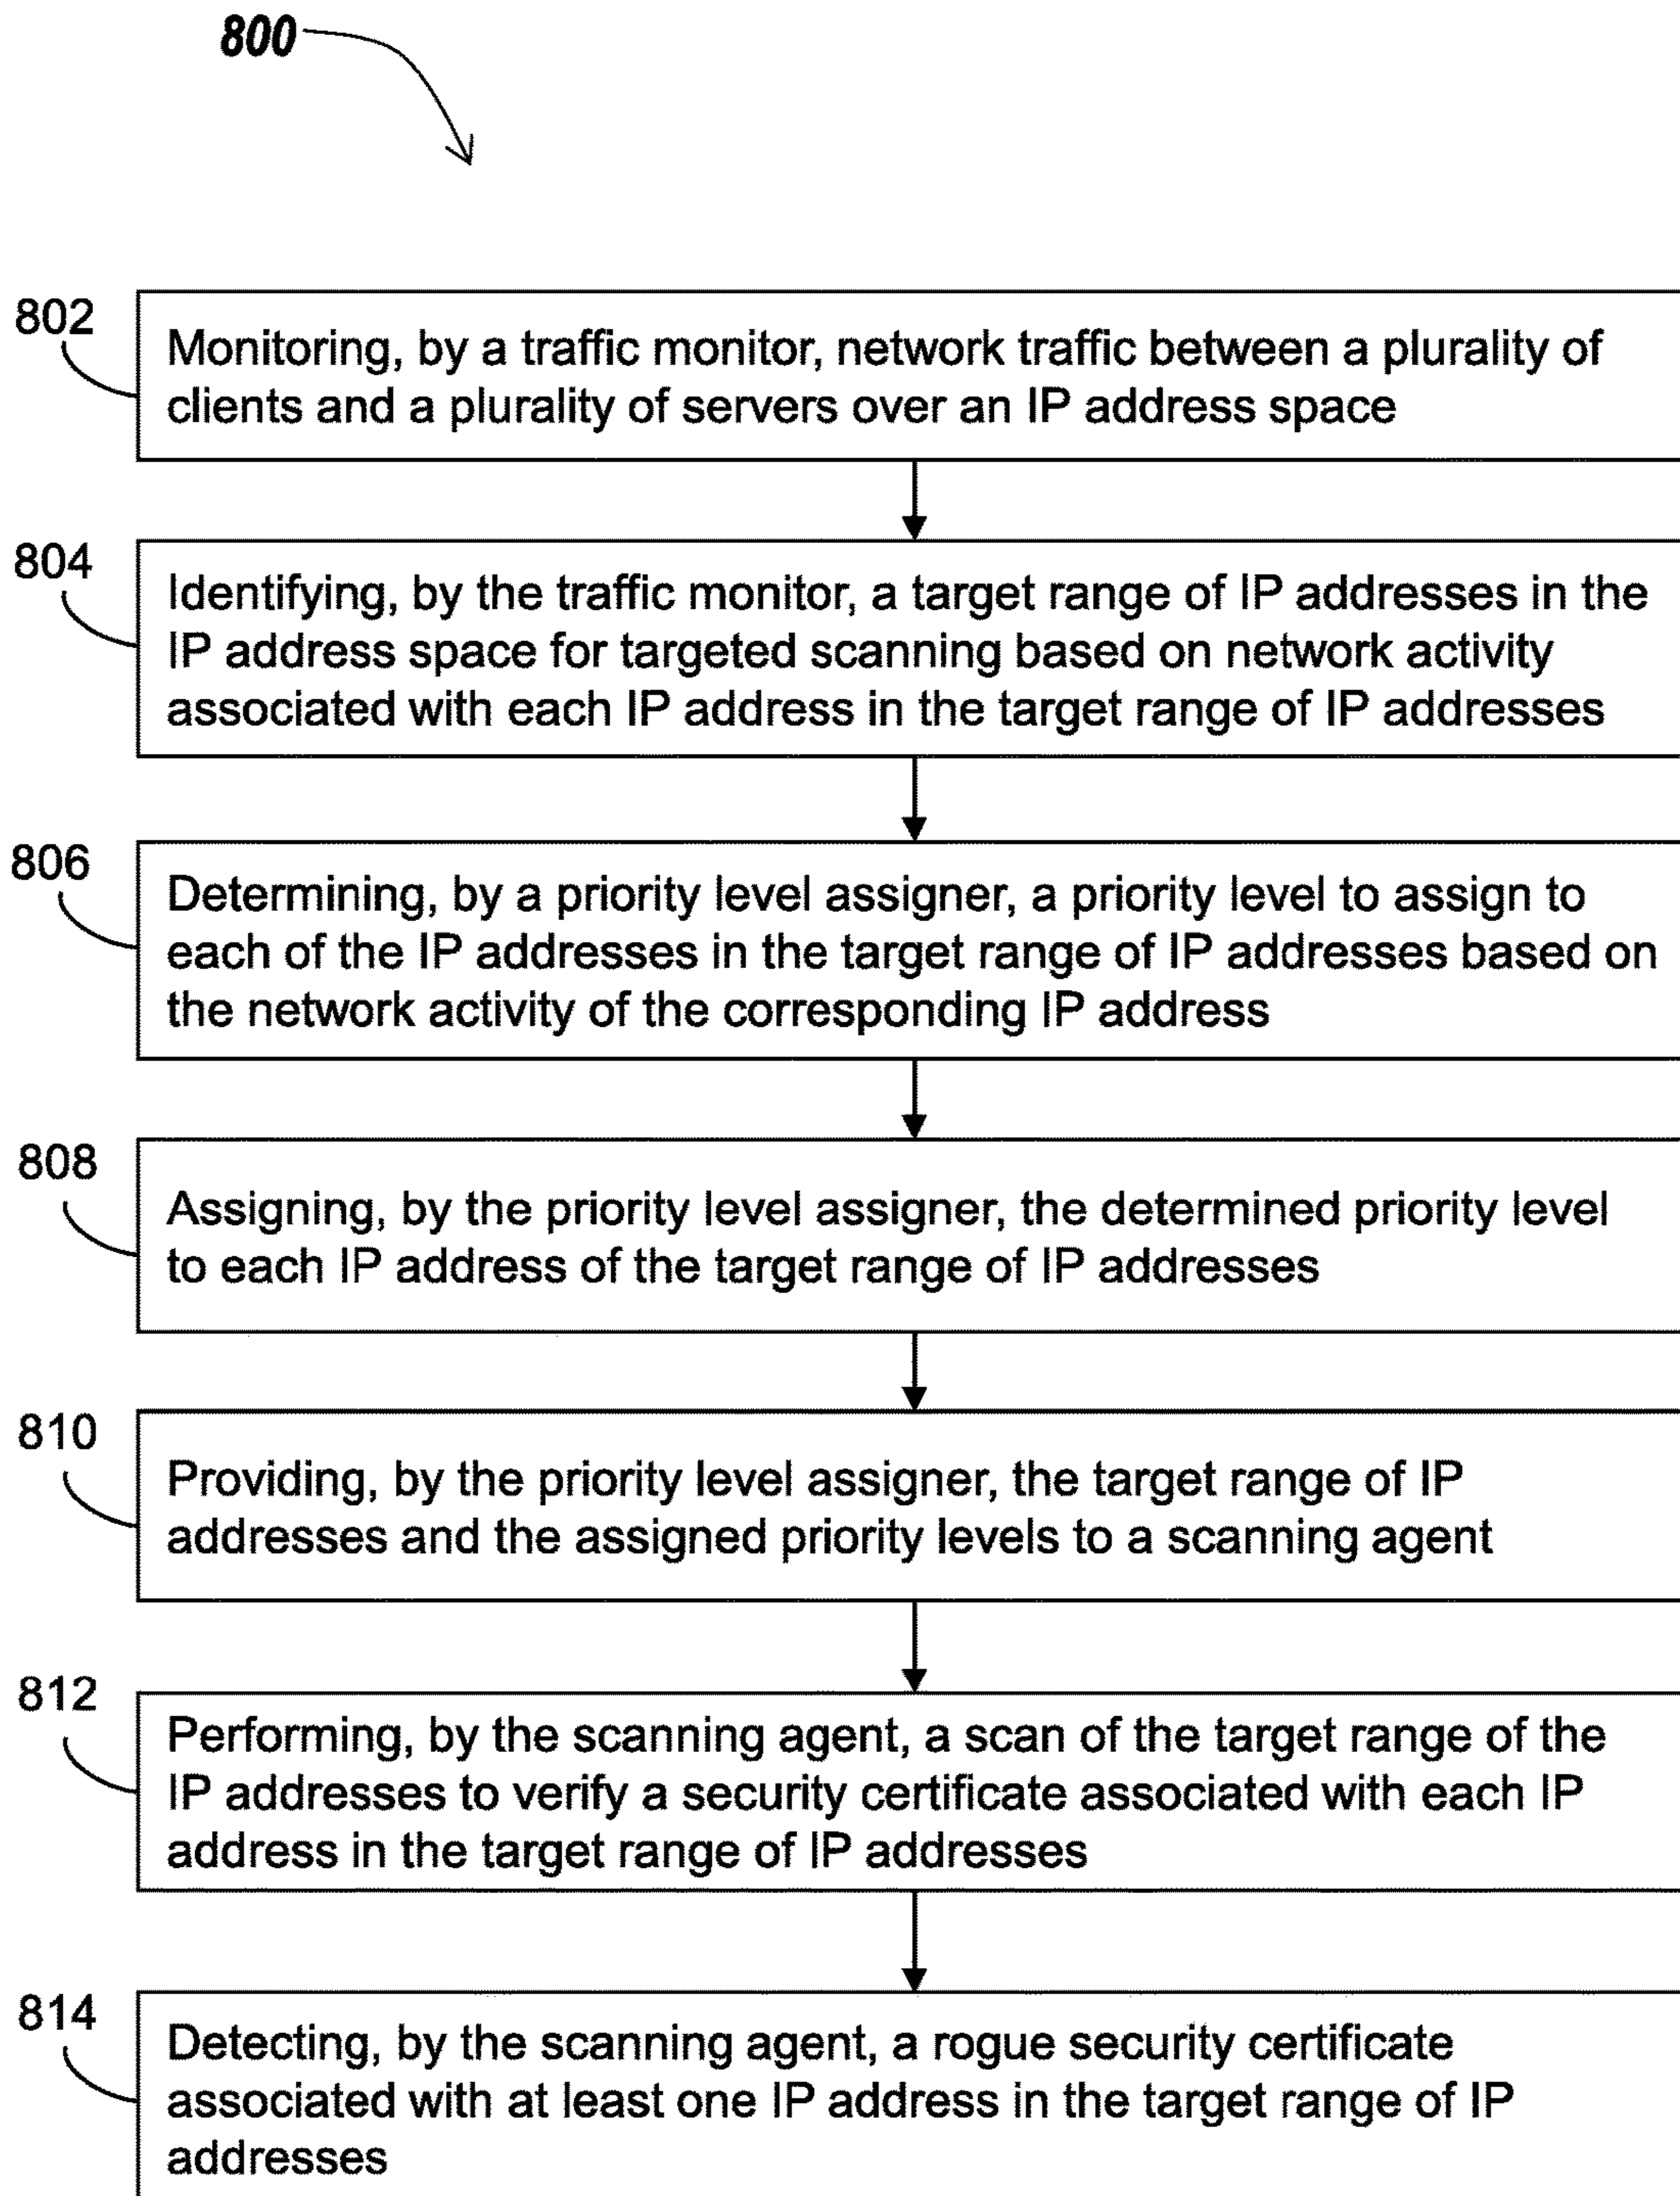 800
802
Monitoring, by a traffic monitor, network traffic between a plurality of
clients and a plurality of servers over an IP address space
804
Identifying, by the traffic monitor, a target range of IP addresses in the
IP address space for targeted scanning based on network activity
associated with each IP address in the target range of IP addresses
806
Determining, by a priority level assigner, a priority level to assign to
each of the IP addresses in the target range of IP addresses based on
the network activity of the corresponding IP address
808
Assigning, by the priority level assigner, the determined priority level
to each IP address of the target range of IP addresses
810
Providing, by the priority level assigner, the target range of IP
addresses and the assigned priority levels to a scanning agent
812
Performing, by the scanning agent, a scan of the target range of the
IP addresses to verify a security certificate associated with each IP
address in the target range of IP addresses
814
Detecting, by the scanning agent, a rogue security certificate
associated with at least one IP address in the target range of IP
addresses